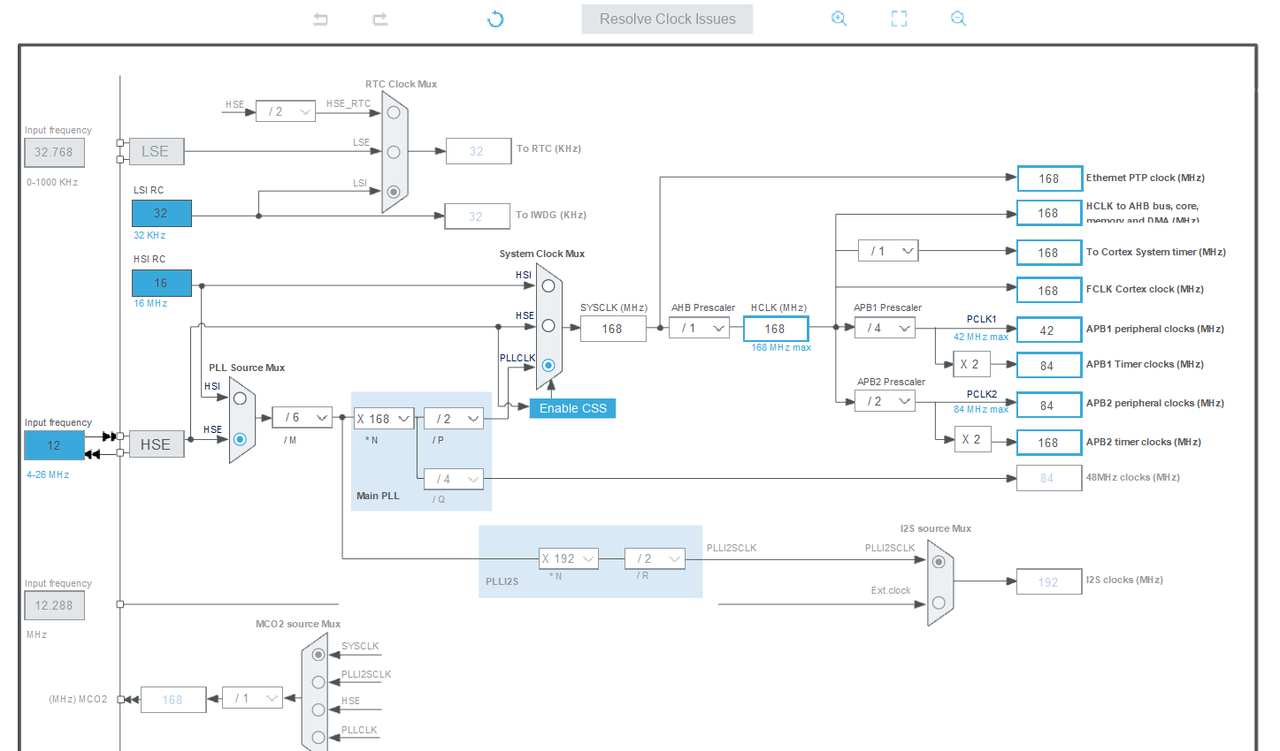 Resolve Clock Issues
RTC Clock Mux
HSE
/ 2
HSE_RTC
Input frequency
32.768
0-1000 KHz
LSE
LSE
32
To RTC (KHz)
LSI
LSI RC
32
32 KHz
32
To IWDG (KHz)
168
Ethernet PTP clock (MHz)
168
HCLK to AHB bus, core,
memory and DMA (MHz)
/ 1
168
To Cortex System timer (MHz)
System Clock Mux
HSI RC
16
16 MHz
HSI
168
FCLK Cortex clock (MHz)
HSE
SYSCLK (MHz)
168
AHB Prescaler
/ 1
HCLK (MHz)
168
168 MHz max
APB1 Prescaler
/ 4
PCLK1
42 MHz max
42
APB1 peripheral clocks (MHz)
PLLCLK
X 2
84
APB1 Timer clocks (MHz)
PLL Source Mux
HSI
APB2 Prescaler
/ 2
PCLK2
84 MHz max
84
APB2 peripheral clocks (MHz)
Enable CSS
Input frequency
12
4-26 MHz
HSE
HSE
/ 6
/ M
X 168
* N
/ 2
/ P
X 2
168
APB2 timer clocks (MHz)
/ 4
/ Q
Main PLL
84
48MHz clocks (MHz)
I2S source Mux
X 192
* N
/ 2
/ R
PLLI2S
PLLI2SCLK
PLLI2SCLK
192
I2S clocks (MHz)
Ext.clock
Input frequency
12.288
MHz
MCO2 source Mux
SYSCLK
PLLI2SCLK
HSE
PLLCLK
(MHz) MCO2
168
/ 1